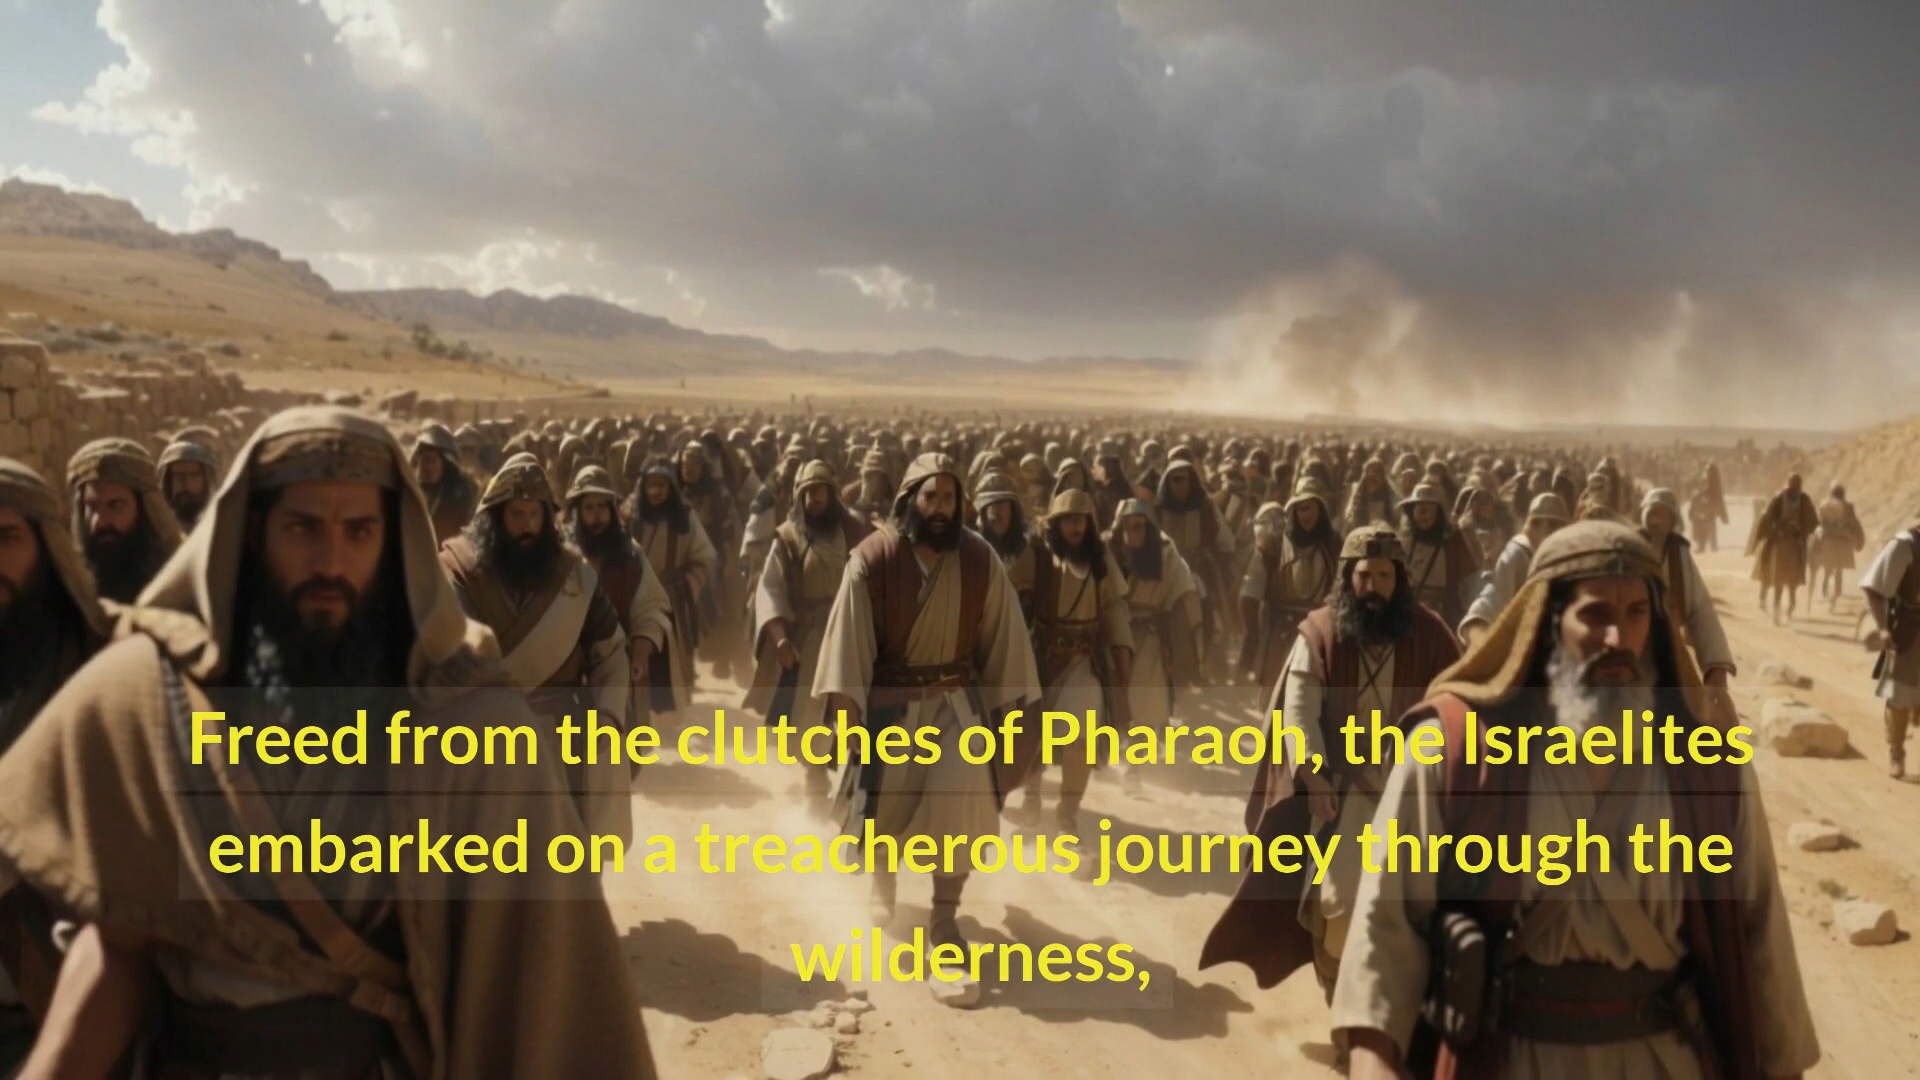 Freed from the clutches of Pharaoh, the Israelites
embarked on a treacherous journey through the
wilderness,